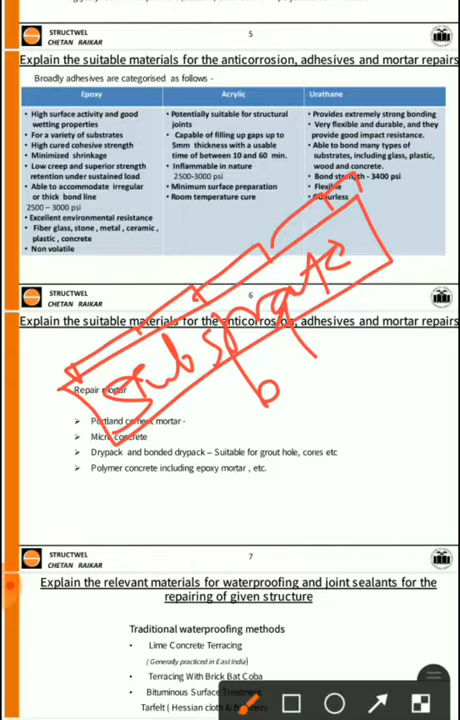 5
STRUCTWEL
CHETAN RAIKAR
Explain the suitable materials for the anticorrosion, adhesives and mortar repairs
Broadly adhesives are categorised as follows -
Epoxy
• High surface activity and good wetting properties
• For a variety of substrates
• High cured cohesive strength
• Minimized shrinkage
• Low creep and superior strength retention under sustained load
• Able to accommodate irregular or thick bond line
2500 – 3000 psi
• Excellent environmental resistance
• Fiber glass, stone , metal , ceramic , plastic , concrete
• Non volatile
Acrylic
• Potentially suitable for structural joints
• Capable of filling up gaps up to 5mm thickness with a usable time of between 10 and 60 min.
• Inflammable in nature
2500-3000 psi
• Minimum surface preparation
• Room temperature cure
Urathane
• Provides extremely strong bonding
• Very flexible and durable, and they provide good impact resistance.
• Able to bond many types of substrates, including glass, plastic, wood and concrete.
• Bond strength - 3400 psi
• Flexible
substrate
6
STRUCTWEL
CHETAN RAIKAR
Explain the suitable materials for the anticorrosion, adhesives and mortar repairs
Repair mortar
➢ Portland cement mortar -
➢ Micro concrete
➢ Drypack and bonded drypack – Suitable for grout hole, cores etc
➢ Polymer concrete including epoxy mortar , etc.
7
STRUCTWEL
CHETAN RAIKAR
Explain the relevant materials for waterproofing and joint sealants for the
repairing of given structure
Traditional waterproofing methods
• Lime Concrete Terracing
( Generally practiced in East India)
• Terracing With Brick Bat Coba
• Bituminous Surface Treatment
Tarfelt ( Hessian cloth &